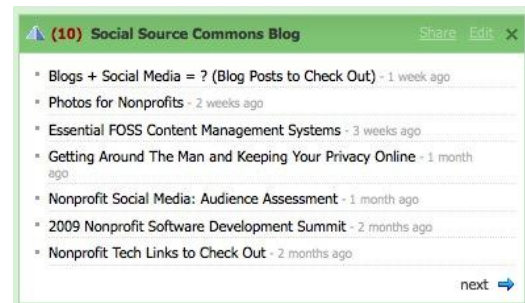 (10) Social Source Commons Blog Share Edit
Blogs + Social Media = ? (Blog Posts to Check Out) - 1 week ago
Photos for Nonprofits - 2 weeks ago
Essential FOSS Content Management Systems - 3 weeks ago
Getting Around The Man and Keeping Your Privacy Online - 1 month
ago
Nonprofit Social Media: Audience Assessment - 1 month ago
2009 Nonprofit Software Development Summit - 2 months ago
Nonprofit Tech Links to Check Out - 2 months ago
next